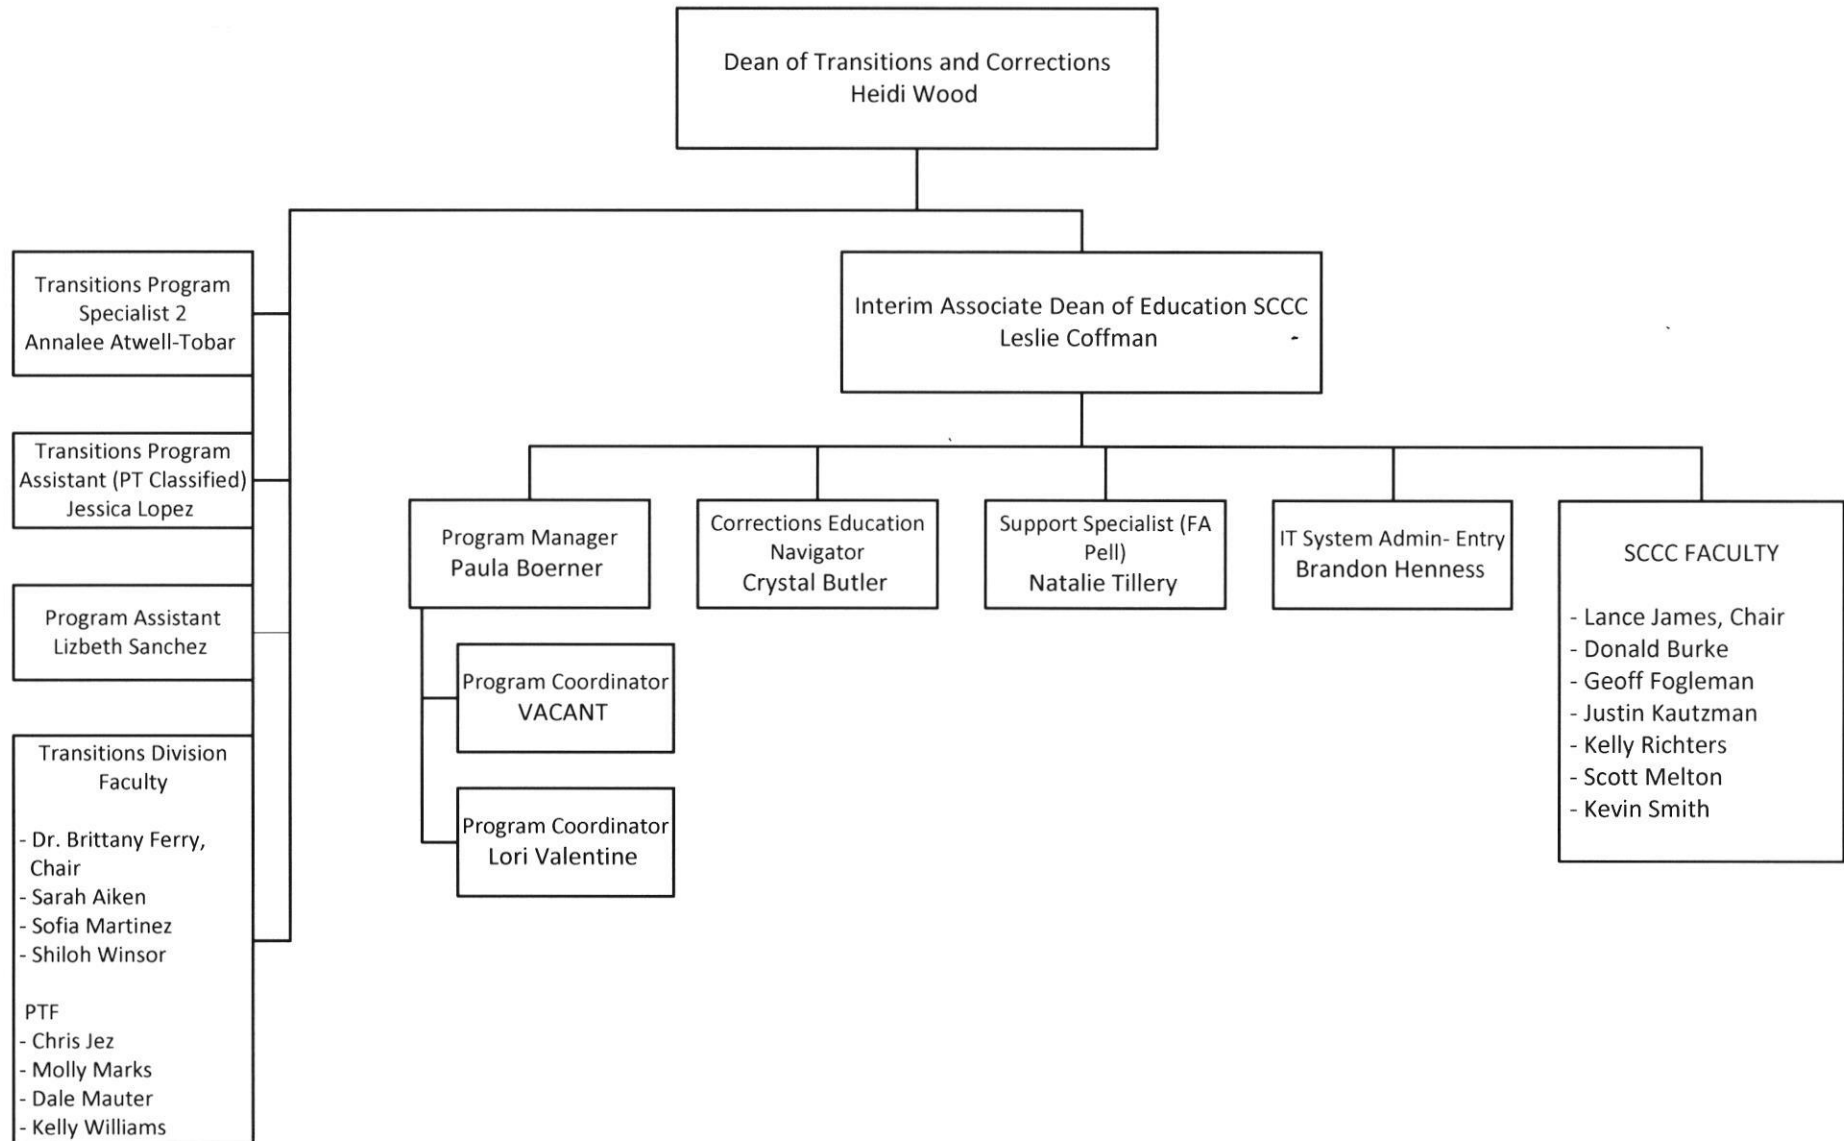 Dean of Transitions and Corrections
Heidi Wood
Transitions Program
Specialist 2
Annalee Atwell-Tobar
Transitions Program
Assistant (PT Classified)
Jessica Lopez
Program Assistant
Lizbeth Sanchez
Transitions Division
Faculty
- Dr. Brittany Ferry,
Chair
- Sarah Aiken
- Sofia Martinez
- Shiloh Winsor
PTF
- Chris Jez
- Molly Marks
- Dale Mauter
- Kelly Williams
Interim Associate Dean of Education SCCC
Leslie Coffman
Program Manager
Paula Boerner
Program Coordinator
VACANT
Program Coordinator
Lori Valentine
Corrections Education
Navigator
Crystal Butler
Support Specialist (FA
Pell)
Natalie Tillery
IT System Admin- Entry
Brandon Henness
SCCC FACULTY
- Lance James, Chair
- Donald Burke
- Geoff Fogleman
- Justin Kautzman
- Kelly Richters
- Scott Melton
- Kevin Smith